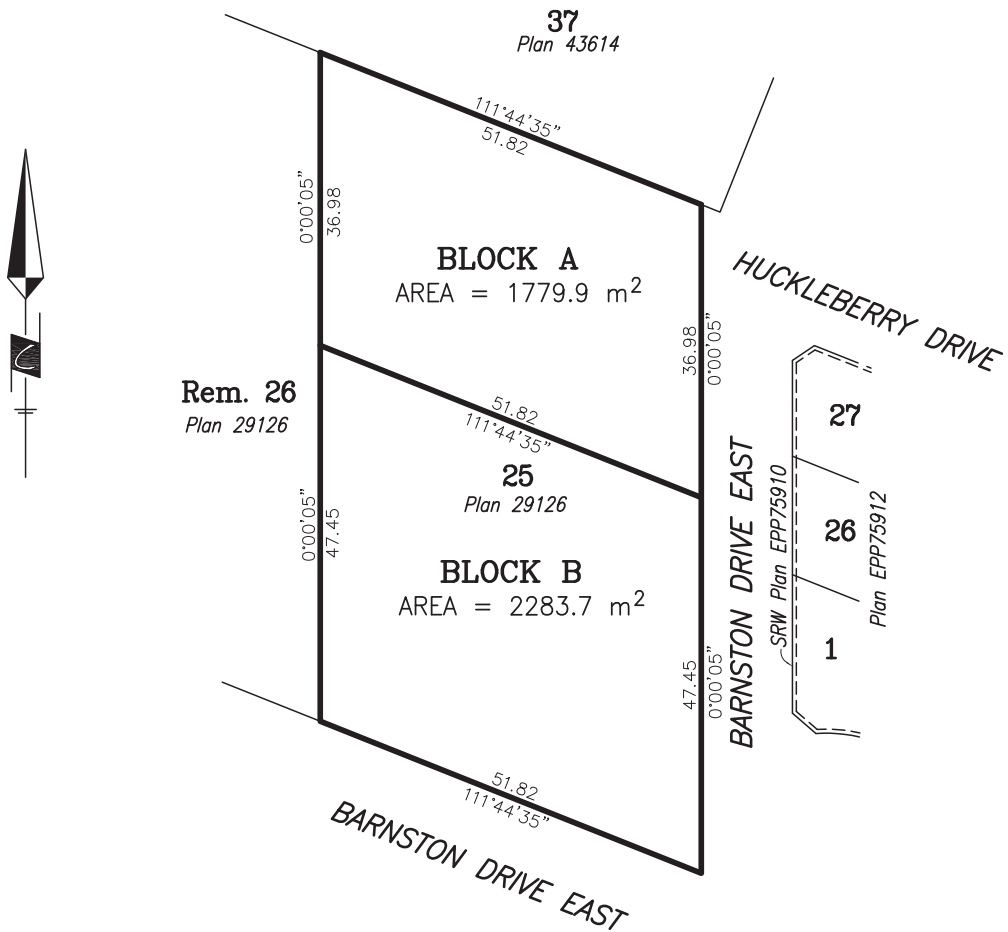 37
Plan 43614
111°44'35"
51.82
0°00'05"
36.98
BLOCK A
AREA = 1779.9 m²
36.98
0°00'05"
HUCKLEBERRY DRIVE
Rem. 26
Plan 29126
51.82
111°44'35"
25
Plan 29126
0°00'05"
47.45
BLOCK B
AREA = 2283.7 m²
47.45
0°00'05"
BARNSTON DRIVE EAST
SRW Plan EPP75910
27
26
1
Plan EPP75912
51.82
111°44'35"
BARNSTON DRIVE EAST